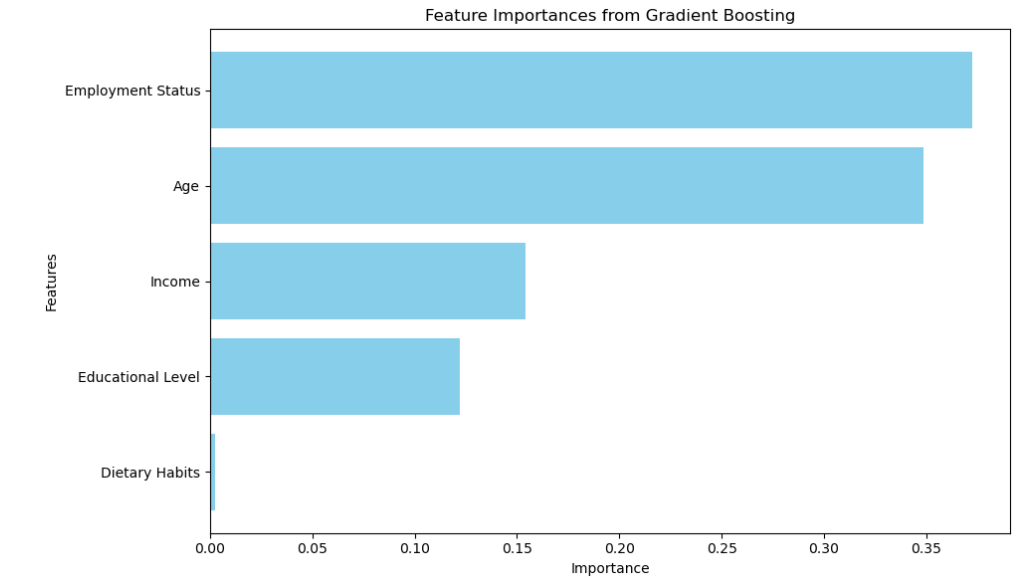 Feature Importances from Gradient Boosting
Employment Status
Age
Income
Educational Level
Dietary Habits
Features
0.00 0.05 0.10 0.15 0.20 0.25 0.30 0.35
Importance